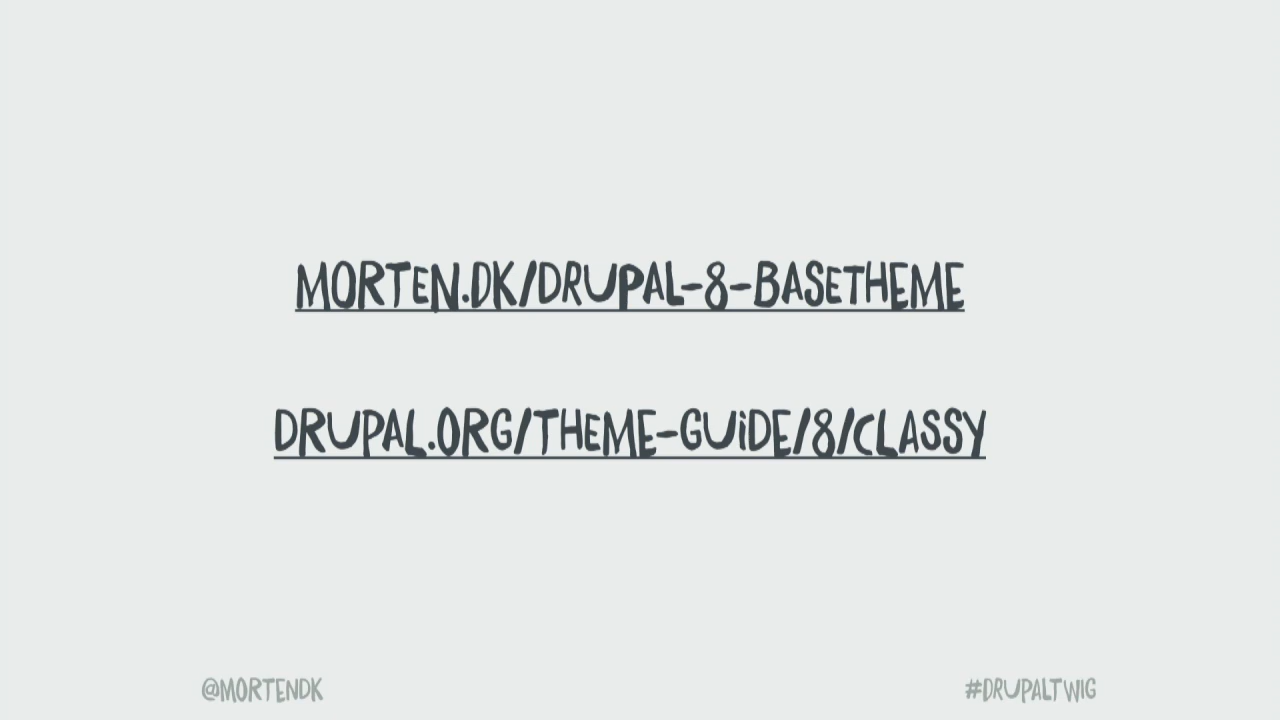 MORTEN.DK/DRUPAL-8-BASETHEME
DRUPAL.ORG/THEME-GUiDE/8/CLASSY
@MORTENDK
#DRUPALTWIG